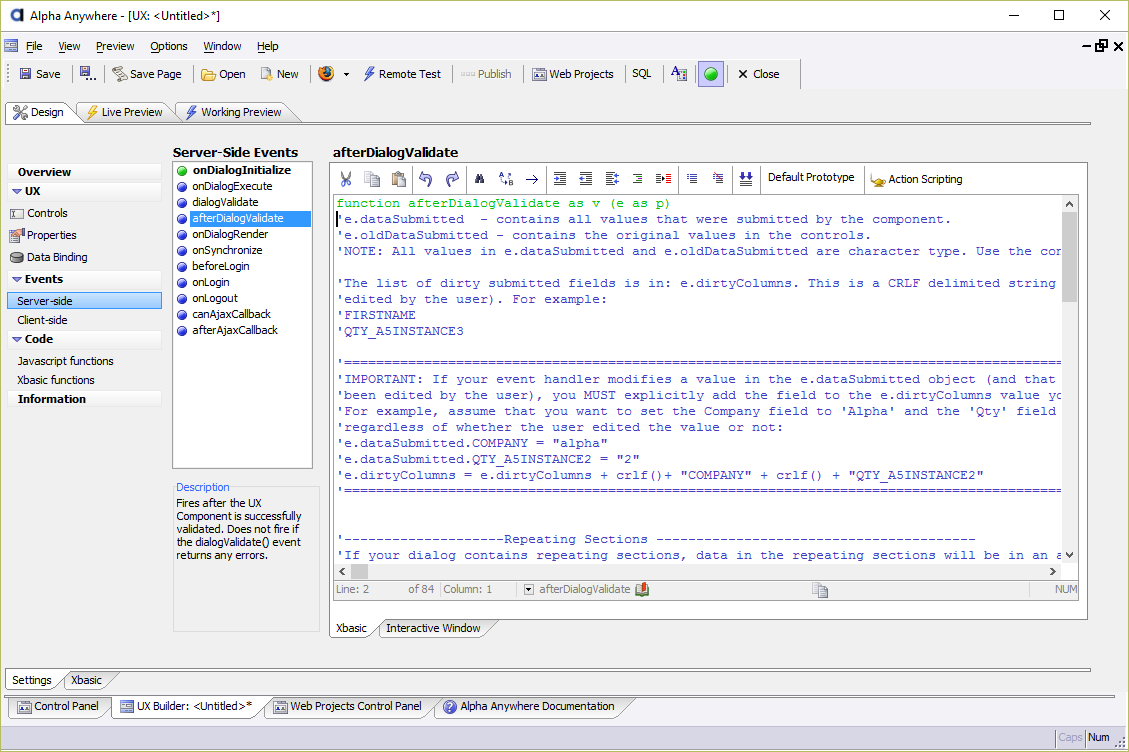 Alpha Anywhere - [UX: <Untitled>*]
File View Preview Options Window Help
Save Save Page Open New Remote Test Publish Web Projects SQL Close
Design Live Preview Working Preview
Overview
UX
Controls
Properties
Data Binding
Events
Server-side
Client-side
Code
Javascript functions
Xbasic functions
Information
Server-Side Events
onDialogInitialize
onDialogExecute
dialogValidate
afterDialogValidate
onDialogRender
onSynchronize
beforeLogin
onLogin
onLogout
canAjaxCallback
afterAjaxCallback
Description
Fires after the UX
Component is successfully
validated. Does not fire if
the dialogValidate() event
returns any errors.
afterDialogValidate
Default Prototype Action Scripting
function afterDialogValidate as v (e as p)
'e.dataSubmitted  - contains all values that were submitted by the component.
'e.oldDataSubmitted - contains the original values in the controls.
'NOTE: All values in e.dataSubmitted and e.oldDataSubmitted are character type. Use the con
'The list of dirty submitted fields is in: e.dirtyColumns. This is a CRLF delimited string
'edited by the user). For example:
'FIRSTNAME
'QTY_A5INSTANCE3
'=========================================================================================
'IMPORTANT: If your event handler modifies a value in the e.dataSubmitted object (and that
'been edited by the user), you MUST explicitly add the field to the e.dirtyColumns value yo
'For example, assume that you want to set the Company field to 'Alpha' and the 'Qty' field
'regardless of whether the user edited the value or not:
'e.dataSubmitted.COMPANY = "alpha"
'e.dataSubmitted.QTY_A5INSTANCE2 = "2"
'e.dirtyColumns = e.dirtyColumns + crlf()+ "COMPANY" + crlf() + "QTY_A5INSTANCE2"
'=========================================================================================
'--------------------Repeating Sections ---------------------------------------
'If your dialog contains repeating sections, data in the repeating sections will be in an a
Line: 2 of 84 Column: 1 afterDialogValidate NUM
Xbasic Interactive Window
Settings Xbasic
Control Panel UX Builder: <Untitled>* Web Projects Control Panel Alpha Anywhere Documentation
Caps Num